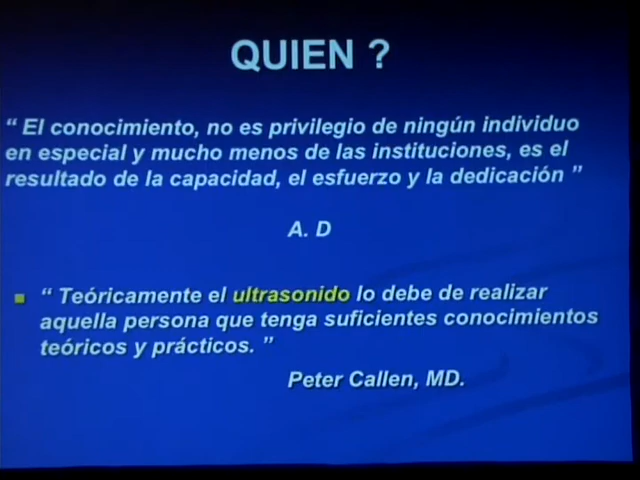 QUIEN ?
“ El conocimiento, no es privilegio de ningún individuo
en especial y mucho menos de las instituciones, es el
resultado de la capacidad, el esfuerzo y la dedicación ”
A. D
“ Teóricamente el ultrasonido lo debe de realizar
aquella persona que tenga suficientes conocimientos
teóricos y prácticos. ”
Peter Callen, MD.